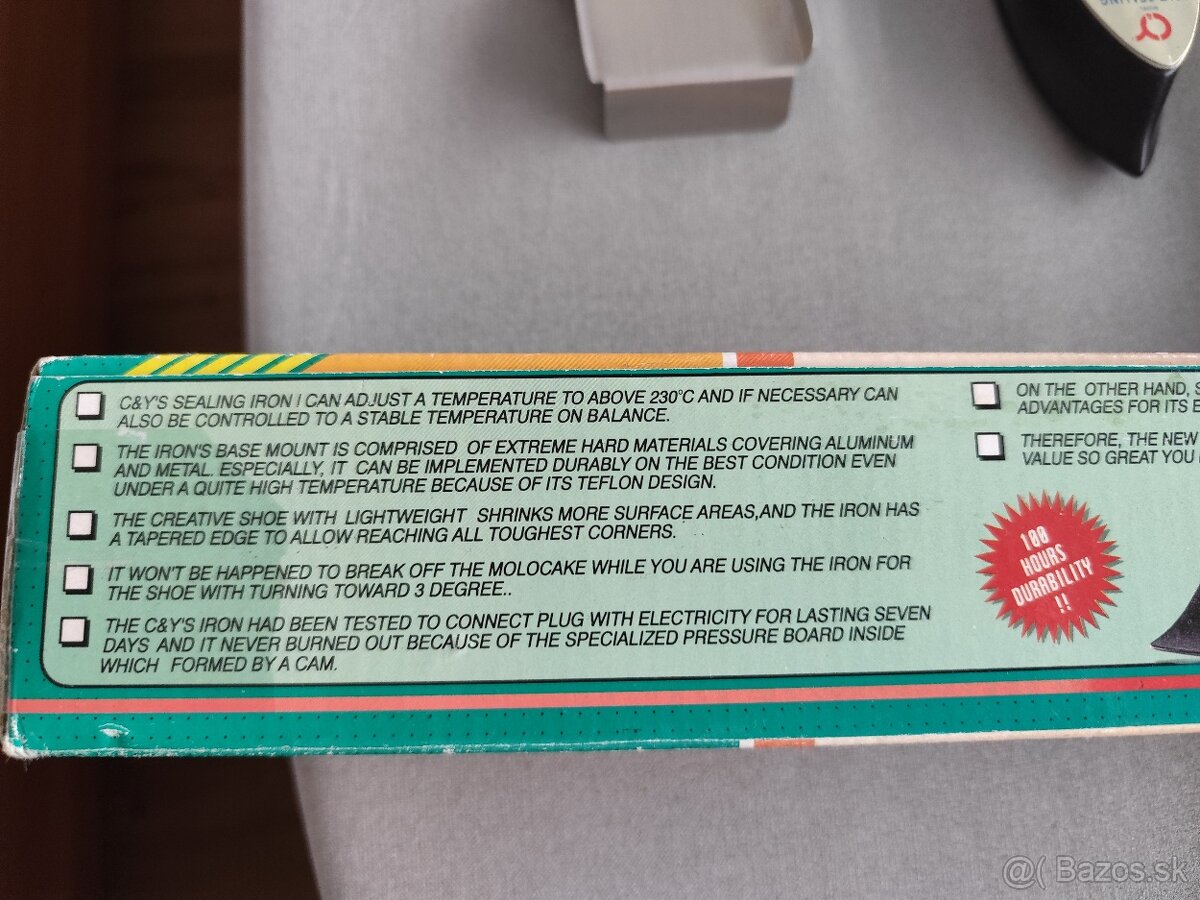 CY
C&Y'S SEALING IRON I CAN ADJUST A TEMPERATURE TO ABOVE 230°C AND IF NECESSARY CAN
ALSO BE CONTROLLED TO A STABLE TEMPERATURE ON BALANCE.
THE IRON'S BASE MOUNT IS COMPRISED OF EXTREME HARD MATERIALS COVERING ALUMINUM
AND METAL. ESPECIALLY, IT CAN BE IMPLEMENTED DURABLY ON THE BEST CONDITION EVEN
UNDER A QUITE HIGH TEMPERATURE BECAUSE OF ITS TEFLON DESIGN.
THE CREATIVE SHOE WITH LIGHTWEIGHT SHRINKS MORE SURFACE AREAS,AND THE IRON HAS
A TAPERED EDGE TO ALLOW REACHING ALL TOUGHEST CORNERS.
IT WON'T BE HAPPENED TO BREAK OFF THE MOLOCAKE WHILE YOU ARE USING THE IRON FOR
THE SHOE WITH TURNING TOWARD 3 DEGREE..
THE C&Y'S IRON HAD BEEN TESTED TO CONNECT PLUG WITH ELECTRICITY FOR LASTING SEVEN
DAYS AND IT NEVER BURNED OUT BECAUSE OF THE SPECIALIZED PRESSURE BOARD INSIDE
WHICH FORMED BY A CAM.
ON THE OTHER HAND, S
ADVANTAGES FOR ITS E
THEREFORE, THE NEW
VALUE SO GREAT YOU
100
HOURS
DURABILITY
!!
@( Bazos.sk